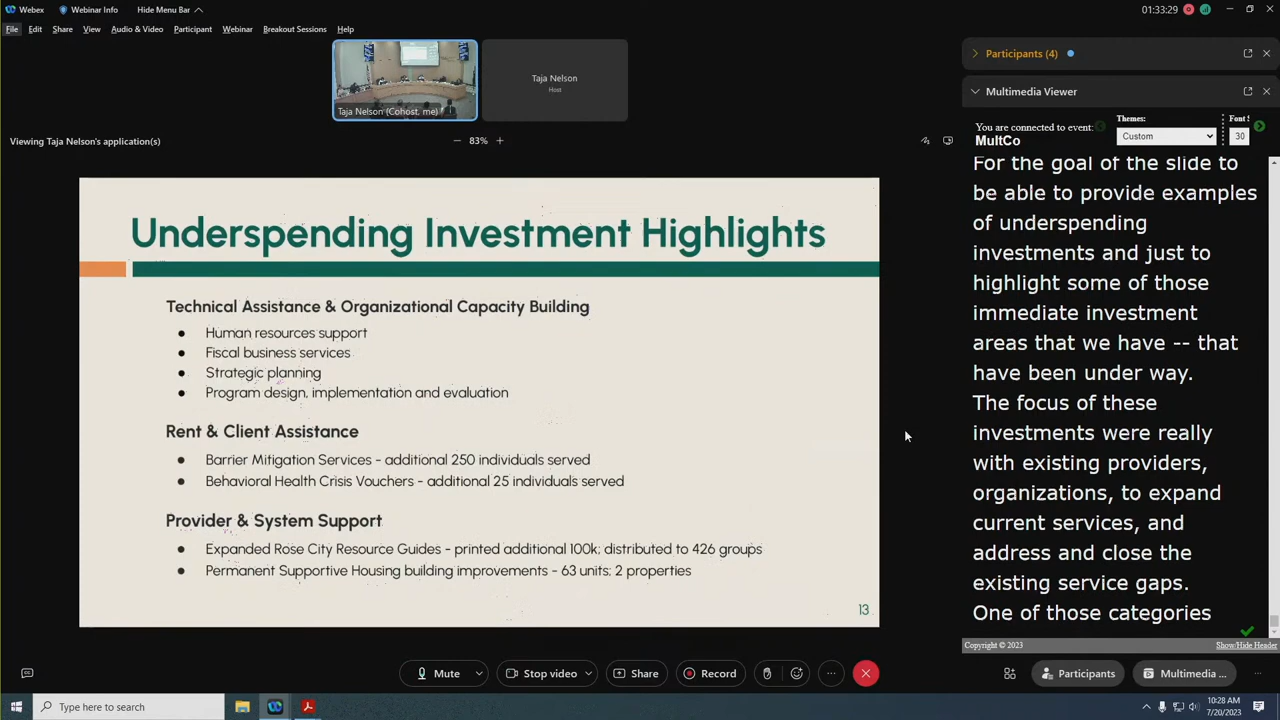 Webex
Webinar Info
Hide Menu Bar
01:33:29
File Edit Share View Audio & Video Participant Webinar Breakout Sessions Help
Taja Nelson (Cohost, me)
Taja Nelson
Host
Viewing Taja Nelson's application(s)
83%
Underspending Investment Highlights
Technical Assistance & Organizational Capacity Building
● Human resources support
● Fiscal business services
● Strategic planning
● Program design, implementation and evaluation
Rent & Client Assistance
● Barrier Mitigation Services - additional 250 individuals served
● Behavioral Health Crisis Vouchers - additional 25 individuals served
Provider & System Support
● Expanded Rose City Resource Guides - printed additional 100k; distributed to 426 groups
● Permanent Supportive Housing building improvements - 63 units; 2 properties
13
Participants (4)
Multimedia Viewer
You are connected to event:
MultCo
Themes:
Custom
Font S
30
For the goal of the slide to
be able to provide examples
of underspending
investments and just to
highlight some of those
immediate investment
areas that we have -- that
have been under way.
The focus of these
investments were really
with existing providers,
organizations, to expand
current services, and
address and close the
existing service gaps.
One of those categories
Copyright © 2023
Show/Hide Header
Mute
Stop video
Share
Record
Participants
Multimedia ...
Type here to search
10:28 AM
7/20/2023